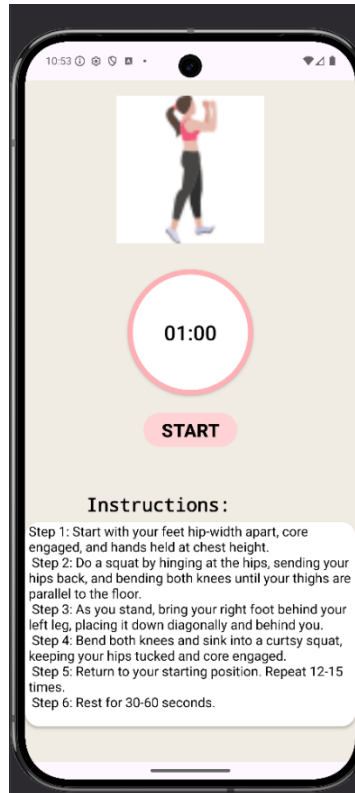 10:53
01:00
START
Instructions:
Step 1: Start with your feet hip-width apart, core
engaged, and hands held at chest height.
Step 2: Do a squat by hinging at the hips, sending your
hips back, and bending both knees until your thighs are
parallel to the floor.
Step 3: As you stand, bring your right foot behind your
left leg, placing it down diagonally and behind you.
Step 4: Bend both knees and sink into a curtsy squat,
keeping your hips tucked and core engaged.
Step 5: Return to your starting position. Repeat 12-15
times.
Step 6: Rest for 30-60 seconds.